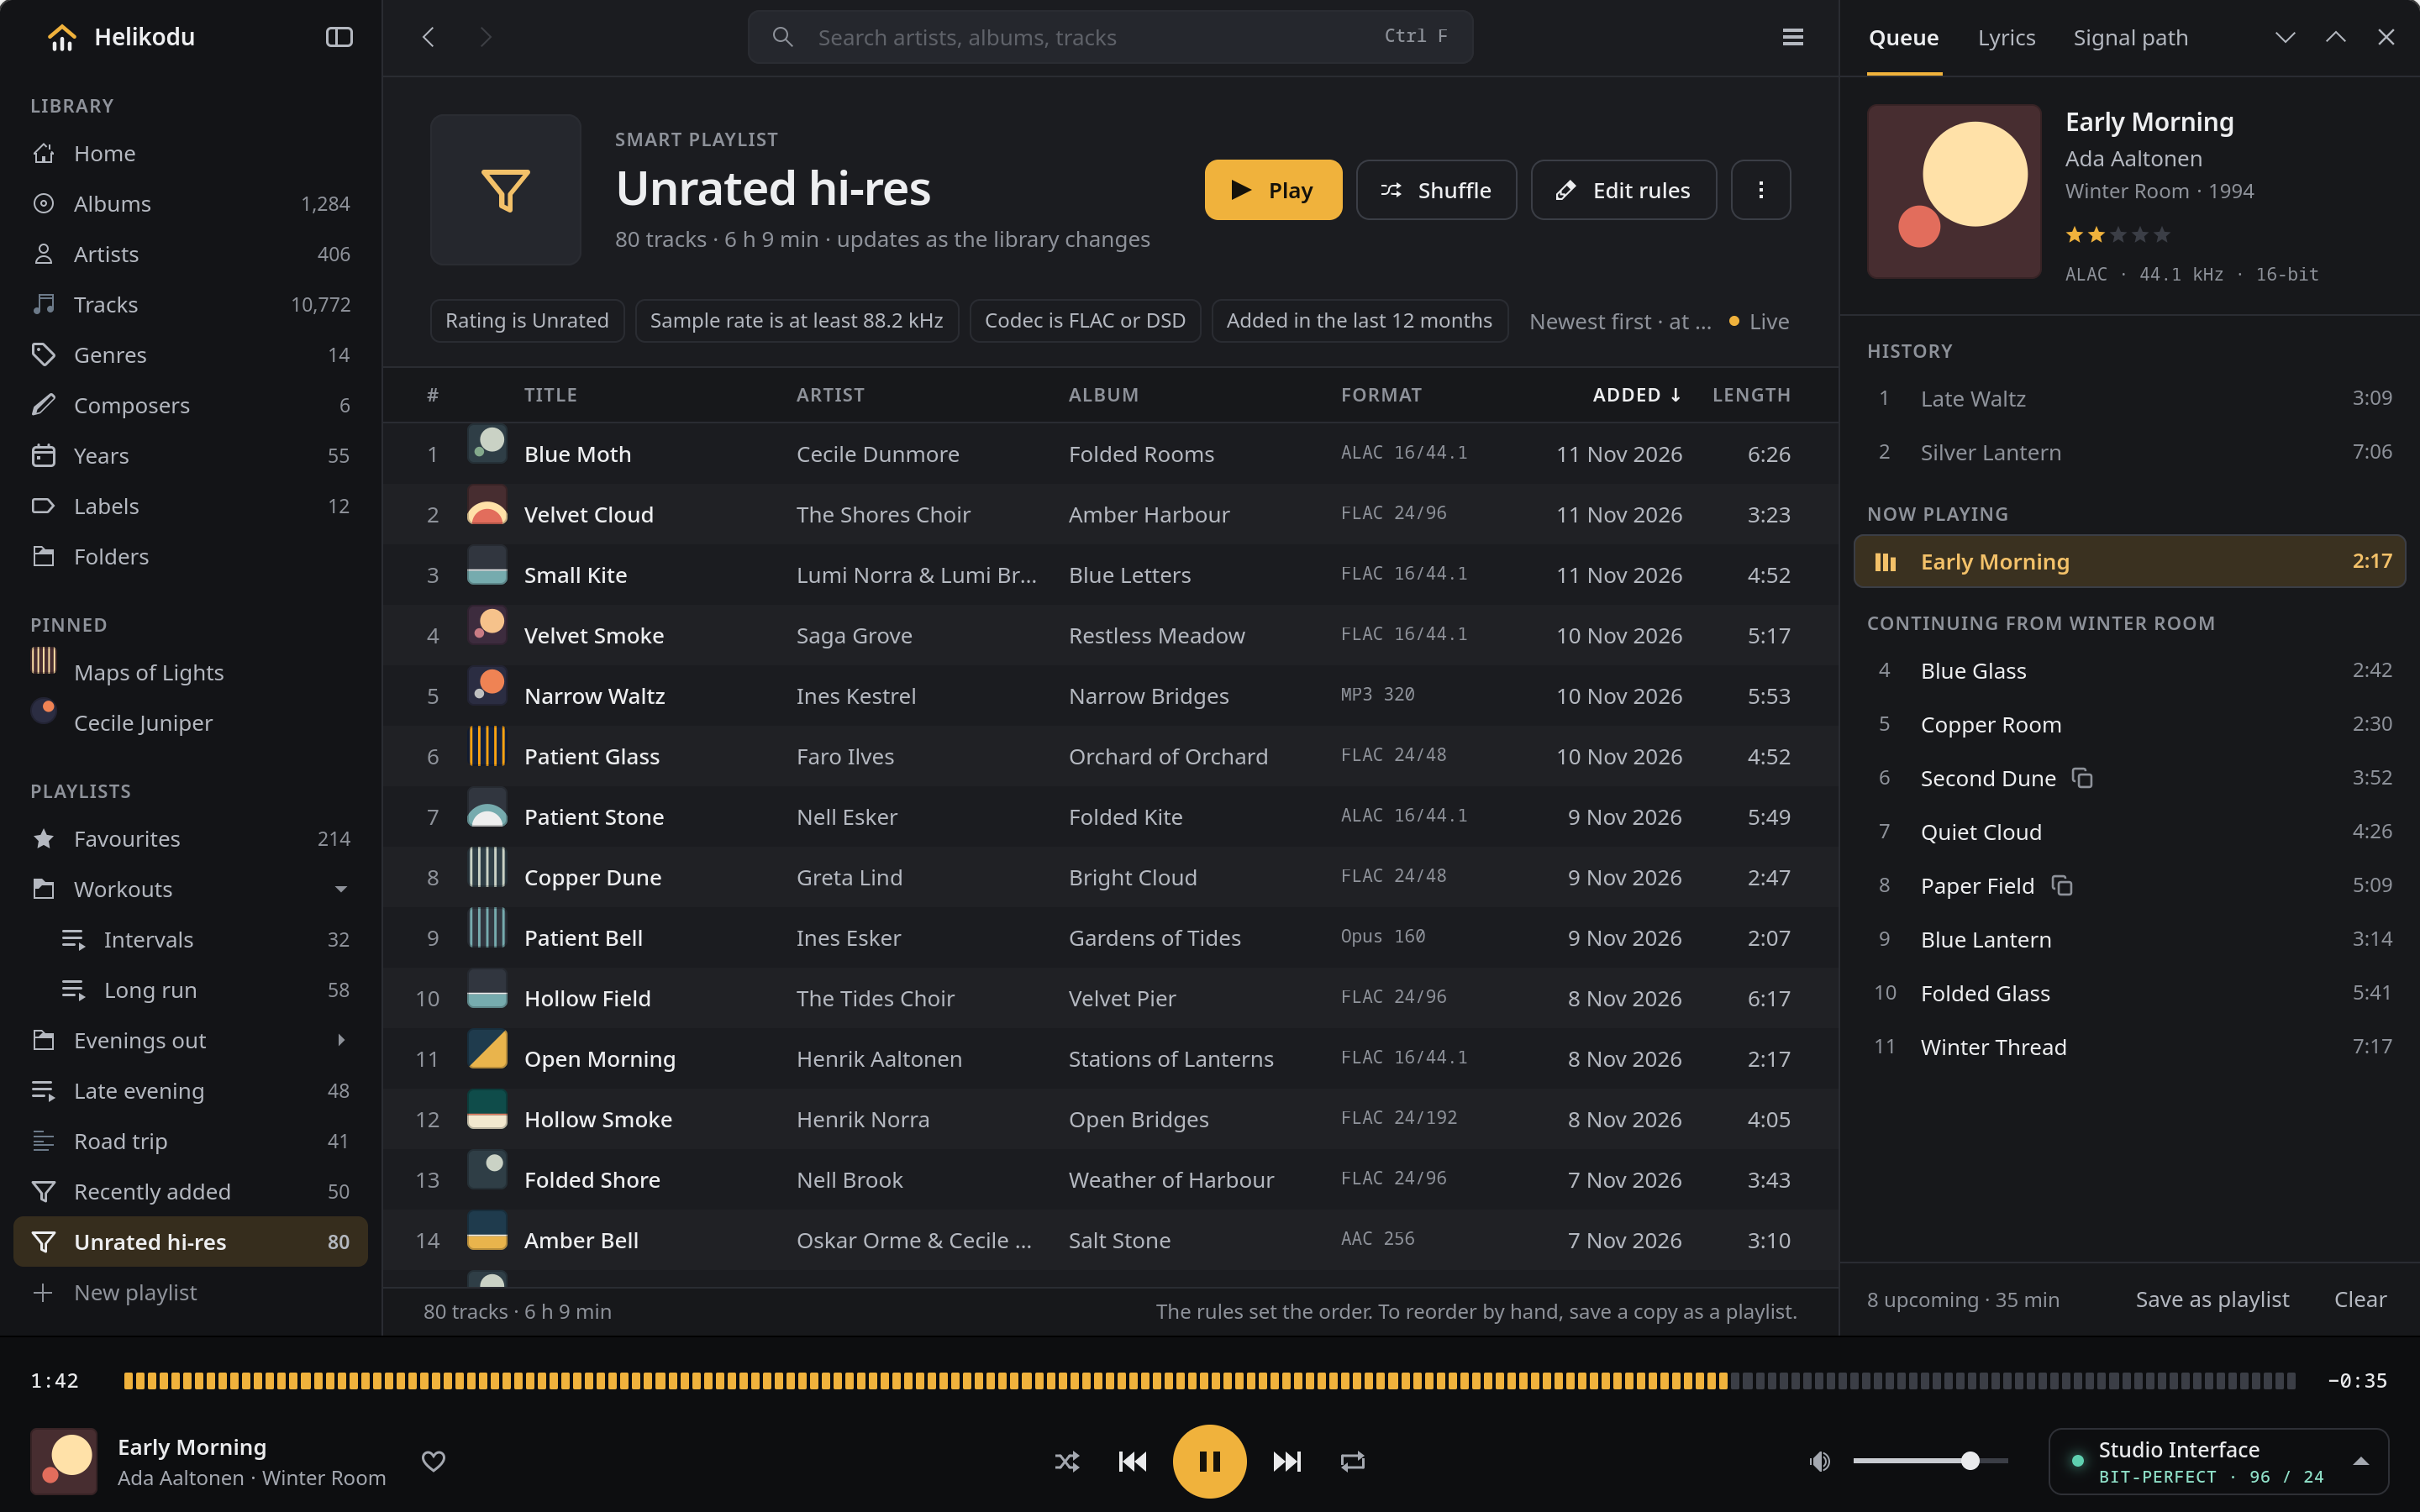 Helikodu
LIBRARY
Home
Albums 1,284
Artists 406
Tracks 10,772
Genres 14
Composers 6
Years 55
Labels 12
Folders
PINNED
Maps of Lights
Cecile Juniper
PLAYLISTS
Favourites 214
Workouts
Intervals 32
Long run 58
Evenings out
Late evening 48
Road trip 41
Recently added 50
Unrated hi-res 80
New playlist
Search artists, albums, tracks Ctrl F
SMART PLAYLIST
Unrated hi-res
80 tracks · 6 h 9 min · updates as the library changes
Play Shuffle Edit rules
Rating is Unrated Sample rate is at least 88.2 kHz Codec is FLAC or DSD Added in the last 12 months Newest first · at … Live
# TITLE ARTIST ALBUM FORMAT ADDED ↓ LENGTH
1 Blue Moth Cecile Dunmore Folded Rooms ALAC 16/44.1 11 Nov 2026 6:26
2 Velvet Cloud The Shores Choir Amber Harbour FLAC 24/96 11 Nov 2026 3:23
3 Small Kite Lumi Norra & Lumi Br… Blue Letters FLAC 16/44.1 11 Nov 2026 4:52
4 Velvet Smoke Saga Grove Restless Meadow FLAC 16/44.1 10 Nov 2026 5:17
5 Narrow Waltz Ines Kestrel Narrow Bridges MP3 320 10 Nov 2026 5:53
6 Patient Glass Faro Ilves Orchard of Orchard FLAC 24/48 10 Nov 2026 4:52
7 Patient Stone Nell Esker Folded Kite ALAC 16/44.1 9 Nov 2026 5:49
8 Copper Dune Greta Lind Bright Cloud FLAC 24/48 9 Nov 2026 2:47
9 Patient Bell Ines Esker Gardens of Tides Opus 160 9 Nov 2026 2:07
10 Hollow Field The Tides Choir Velvet Pier FLAC 24/96 8 Nov 2026 6:17
11 Open Morning Henrik Aaltonen Stations of Lanterns FLAC 16/44.1 8 Nov 2026 2:17
12 Hollow Smoke Henrik Norra Open Bridges FLAC 24/192 8 Nov 2026 4:05
13 Folded Shore Nell Brook Weather of Harbour FLAC 24/96 7 Nov 2026 3:43
14 Amber Bell Oskar Orme & Cecile … Salt Stone AAC 256 7 Nov 2026 3:10
80 tracks · 6 h 9 min The rules set the order. To reorder by hand, save a copy as a playlist.
Queue Lyrics Signal path
Early Morning
Ada Aaltonen
Winter Room · 1994
ALAC · 44.1 kHz · 16-bit
HISTORY
1 Late Waltz 3:09
2 Silver Lantern 7:06
NOW PLAYING
Early Morning 2:17
CONTINUING FROM WINTER ROOM
4 Blue Glass 2:42
5 Copper Room 2:30
6 Second Dune 3:52
7 Quiet Cloud 4:26
8 Paper Field 5:09
9 Blue Lantern 3:14
10 Folded Glass 5:41
11 Winter Thread 7:17
8 upcoming · 35 min Save as playlist Clear
1:42 −0:35
Early Morning
Ada Aaltonen · Winter Room
Studio Interface
BIT-PERFECT · 96 / 24